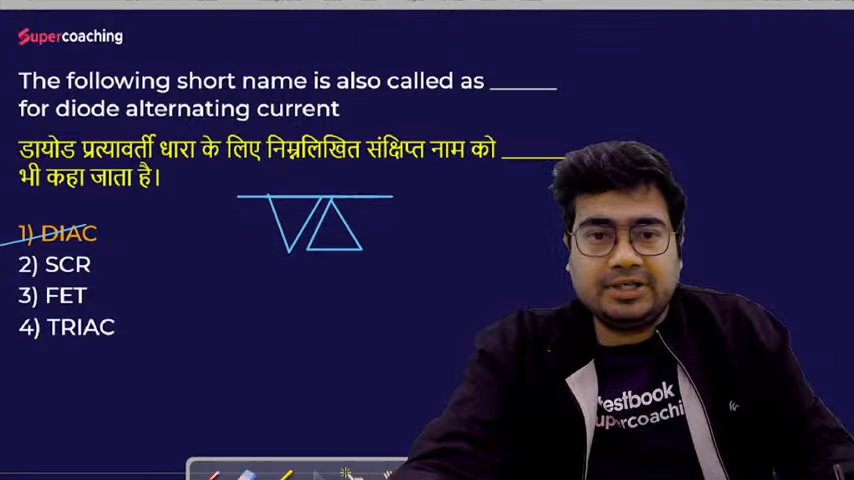 Supercoaching
The following short name is also called as ______
for diode alternating current
डायोड प्रत्यावर्ती धारा के लिए निम्नलिखित संक्षिप्त नाम को ______
भी कहा जाता है।
1) DIAC
2) SCR
3) FET
4) TRIAC
testbook
supercoaching